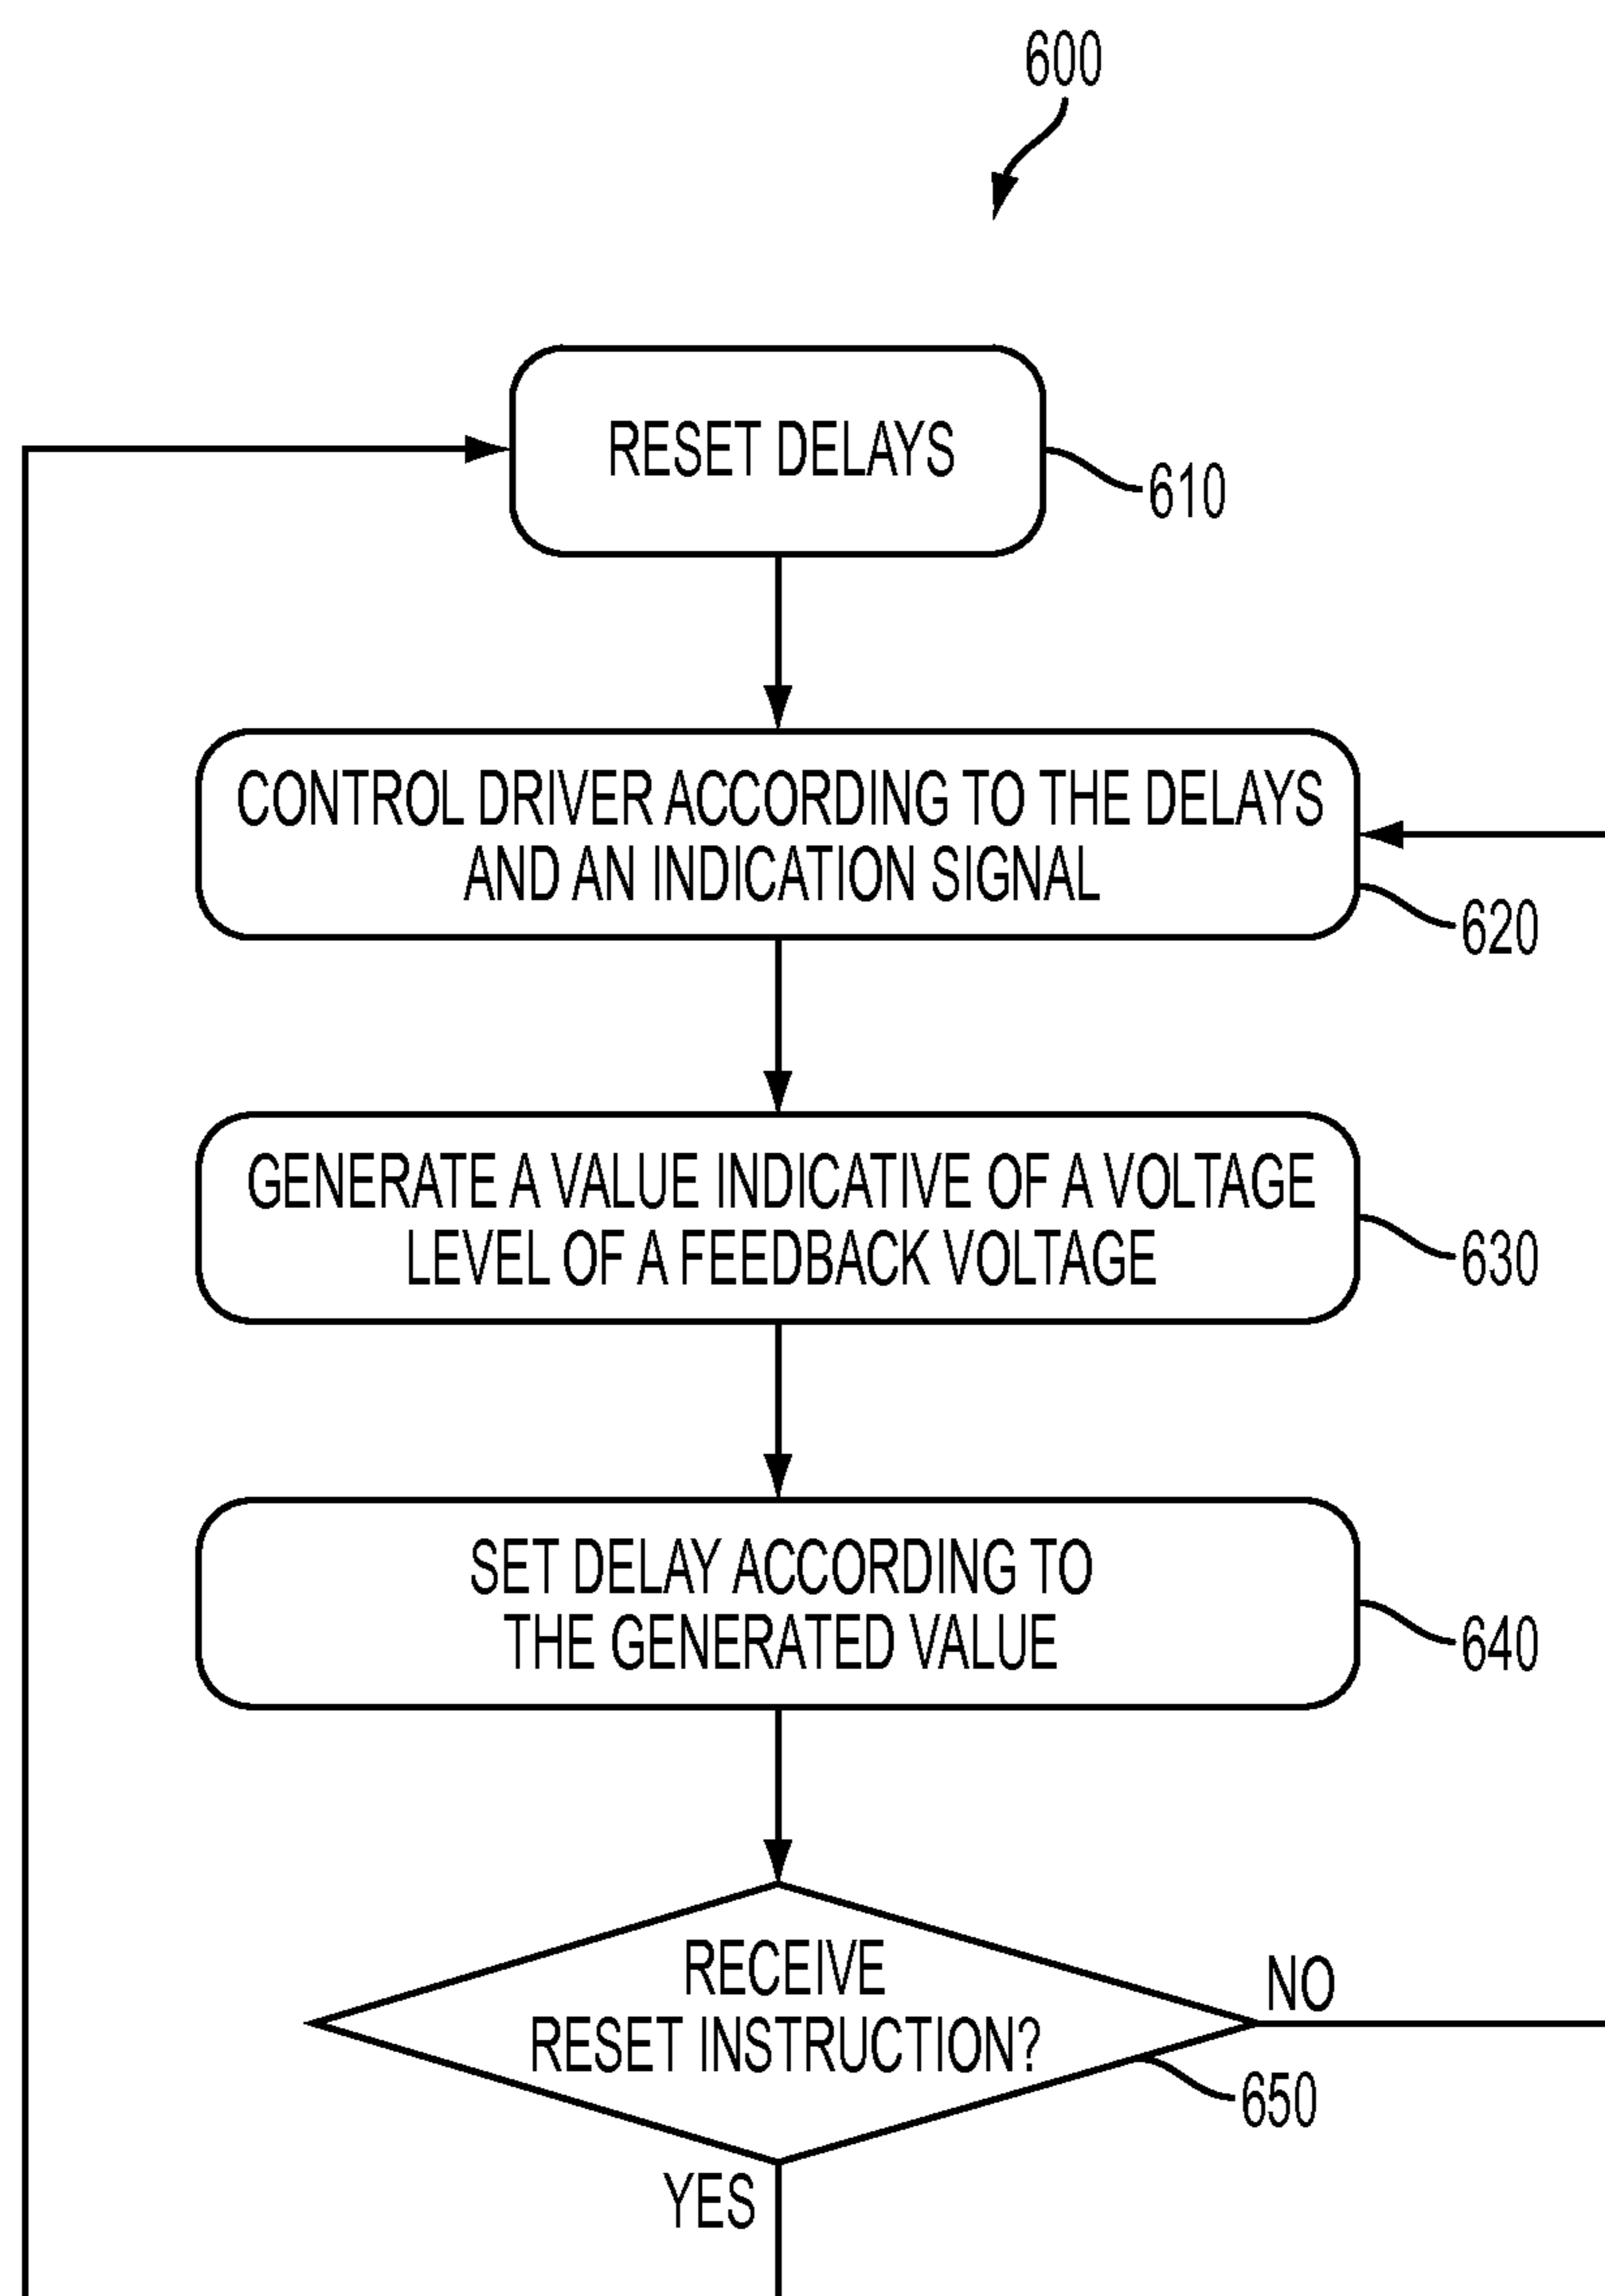 600
RESET DELAYS
610
CONTROL DRIVER ACCORDING TO THE DELAYS
AND AN INDICATION SIGNAL
620
GENERATE A VALUE INDICATIVE OF A VOLTAGE
LEVEL OF A FEEDBACK VOLTAGE
630
SET DELAY ACCORDING TO
THE GENERATED VALUE
640
RECEIVE
RESET INSTRUCTION?
NO
650
YES